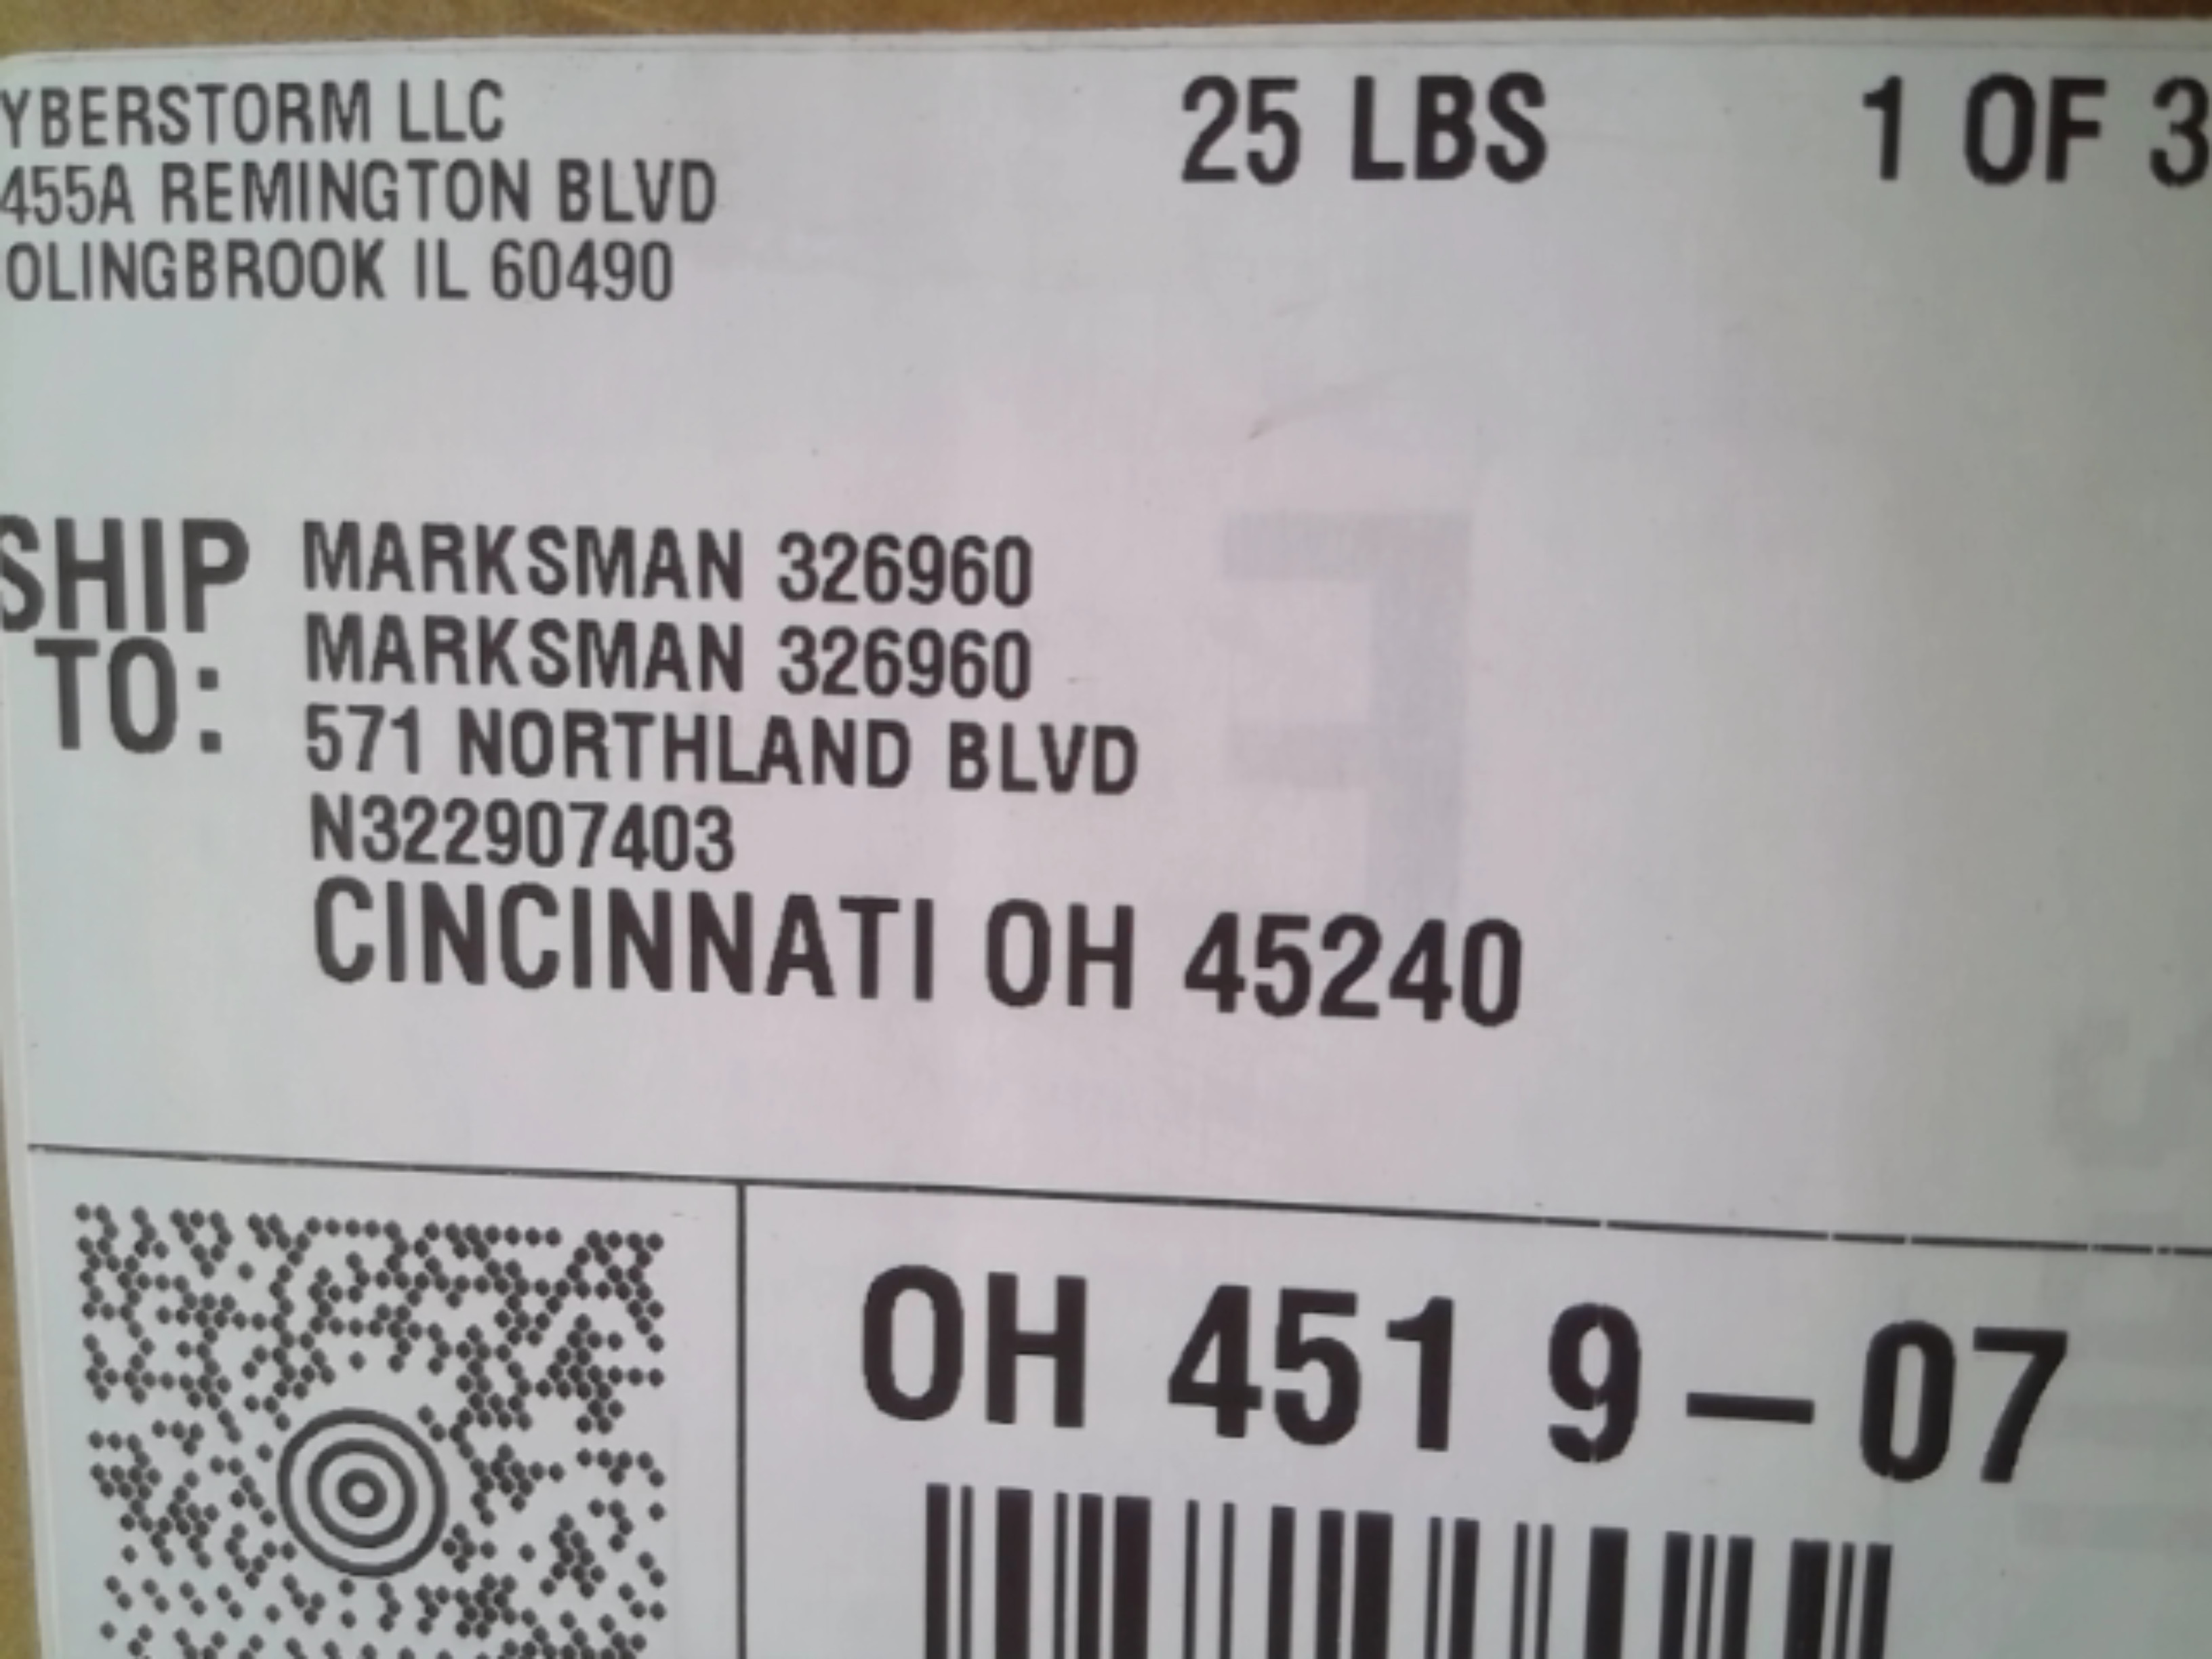 YBERSTORM LLC
455A REMINGTON BLVD
OLINGBROOK IL 60490
25 LBS
1 OF 3
SHIP TO:
MARKSMAN 326960
MARKSMAN 326960
571 NORTHLAND BLVD
N322907403
CINCINNATI OH 45240
OH 451 9-07